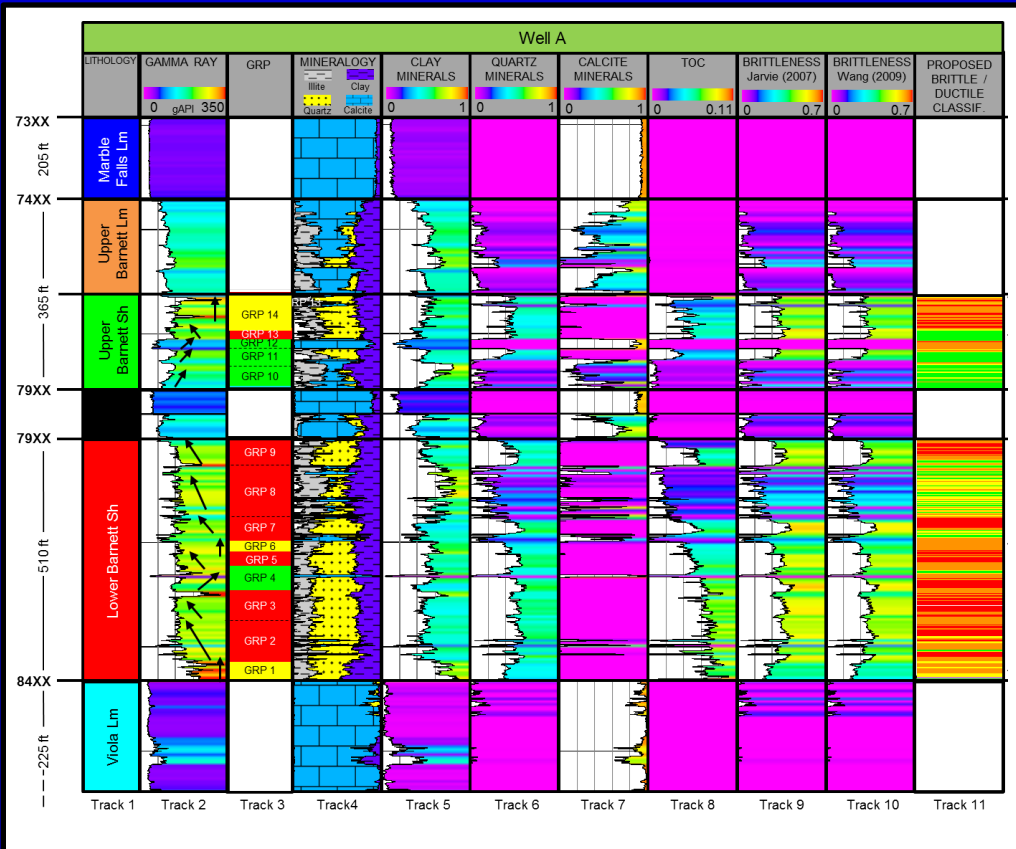 Well A
LITHOLOGY
GAMMA RAY
0 gAPI 350
GRP
MINERALOGY
Illite Clay
Quartz Calcite
CLAY
MINERALS
0 1
QUARTZ
MINERALS
0 1
CALCITE
MINERALS
0 1
TOC
0 0.11
BRITTLENESS
Jarvie (2007)
0 0.7
BRITTLENESS
Wang (2009)
0 0.7
PROPOSED
BRITTLE /
DUCTILE
CLASSIF.
73XX
205 ft
74XX
365 ft
79XX
79XX
5110 ft
84XX
2225 ft
Marble
Falls Lm
Upper
Barnett Lm
Upper
Barnett Sh
Lower Barnett Sh
Viola Lm
GRP 14
GRP 13
GRP 12
GRP 11
GRP 10
GRP 9
GRP 8
GRP 7
GRP 6
GRP 5
GRP 4
GRP 3
GRP 2
GRP 1
Track 1
Track 2
Track 3
Track4
Track 5
Track 6
Track 7
Track 8
Track 9
Track 10
Track 11